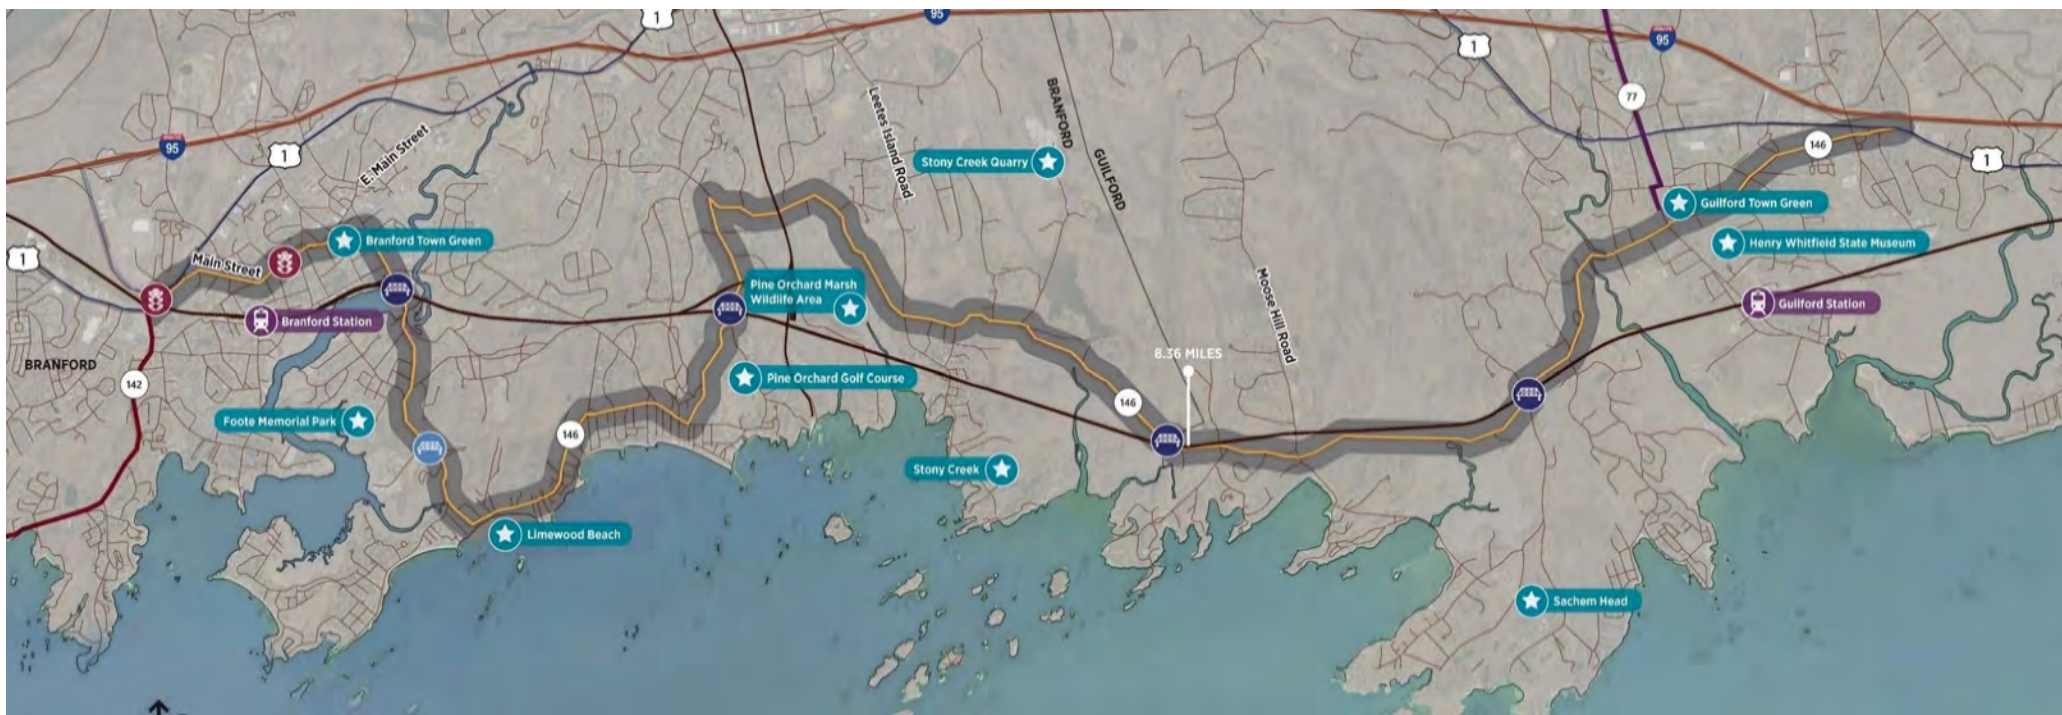 1
95
95
1
77
BRANFORD
GUILFORD
Leetes Island Road
E. Main Street
95
1
146
1
Stony Creek Quarry
Guilford Town Green
Branford Town Green
Henry Whitfield State Museum
1
Main Street
Pine Orchard Marsh
Wildlife Area
Moose Hill Road
Guilford Station
Branford Station
8.36 MILES
BRANFORD
142
Pine Orchard Golf Course
146
Foote Memorial Park
146
Stony Creek
Limewood Beach
Sachem Head